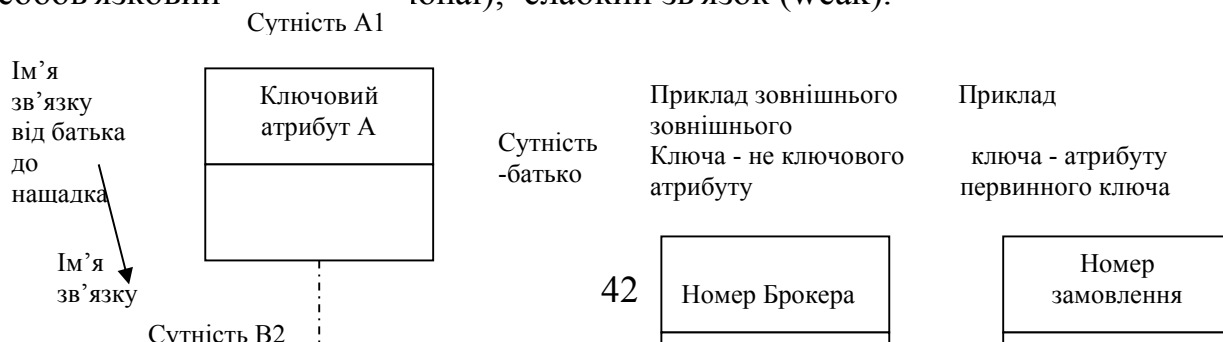 (weak).
Сутність А1
Ім’я
зв’язку
від батька
до
нащадка
Ключовий
атрибут А
Сутність
-батько
Приклад зовнішнього
зовнішнього
Ключа - не ключового
атрибуту
Приклад
ключа - атрибуту
первинного ключа
Ім’я
зв’язку
42
Номер Брокера
Номер
замовлення
Сутність В2